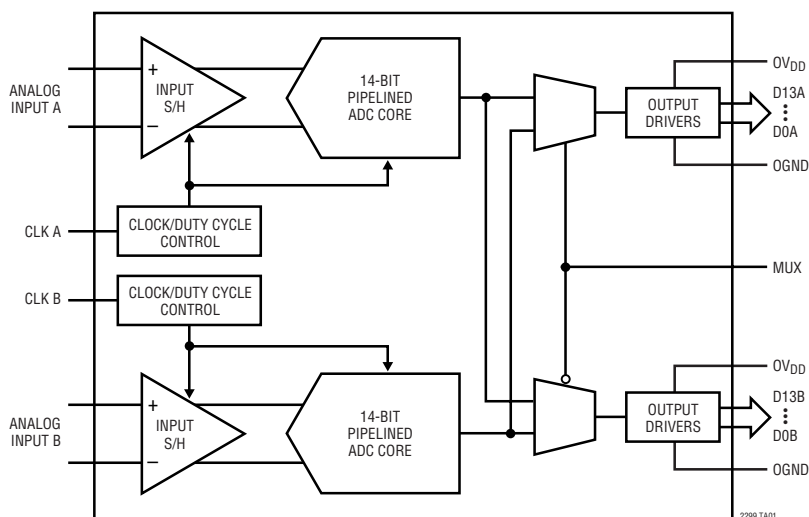 ANALOG
INPUT A
+
−
INPUT
S/H
14-BIT
PIPELINED
ADC CORE
OUTPUT
DRIVERS
OVDD
D13A
D0A
OGND
CLK A
CLOCK/DUTY CYCLE
CONTROL
MUX
CLK B
CLOCK/DUTY CYCLE
CONTROL
ANALOG
INPUT B
+
−
INPUT
S/H
14-BIT
PIPELINED
ADC CORE
OUTPUT
DRIVERS
OVDD
D13B
D0B
OGND
2299 TA01